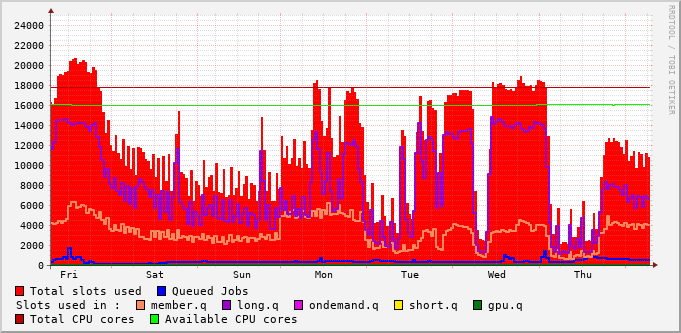 RRDTOOL / TOBI OETIKER
24000
22000
20000
18000
16000
14000
12000
10000
8000
6000
4000
2000
0
Fri Sat Sun Mon Tue Wed Thu
Total slots used Queued Jobs
Slots used in : member.q long.q ondemand.q short.q gpu.q
Total CPU cores Available CPU cores